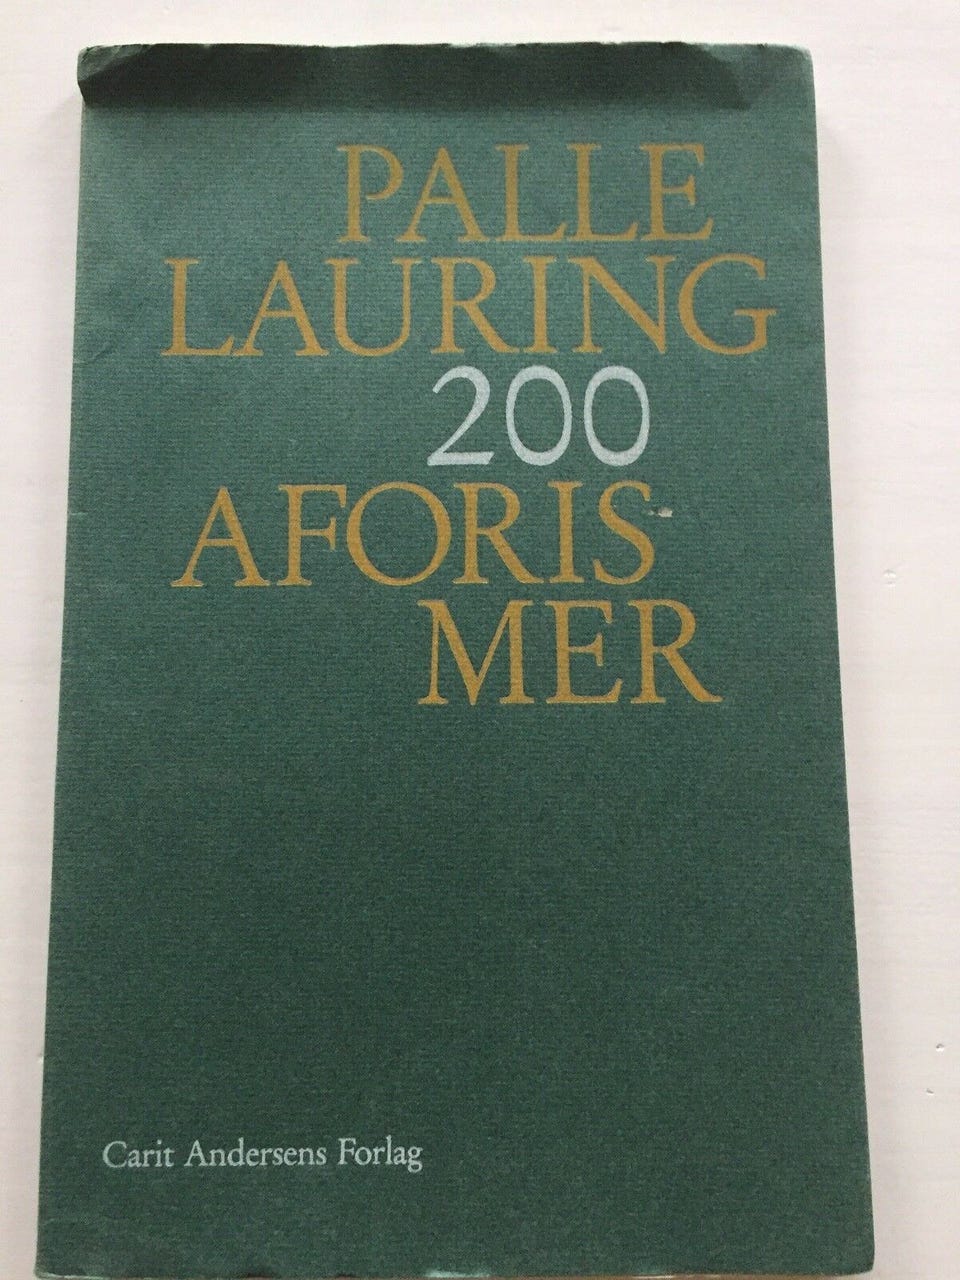 PALLE
LAURING
200
AFORIS-
MER
Carit Andersens Forlag